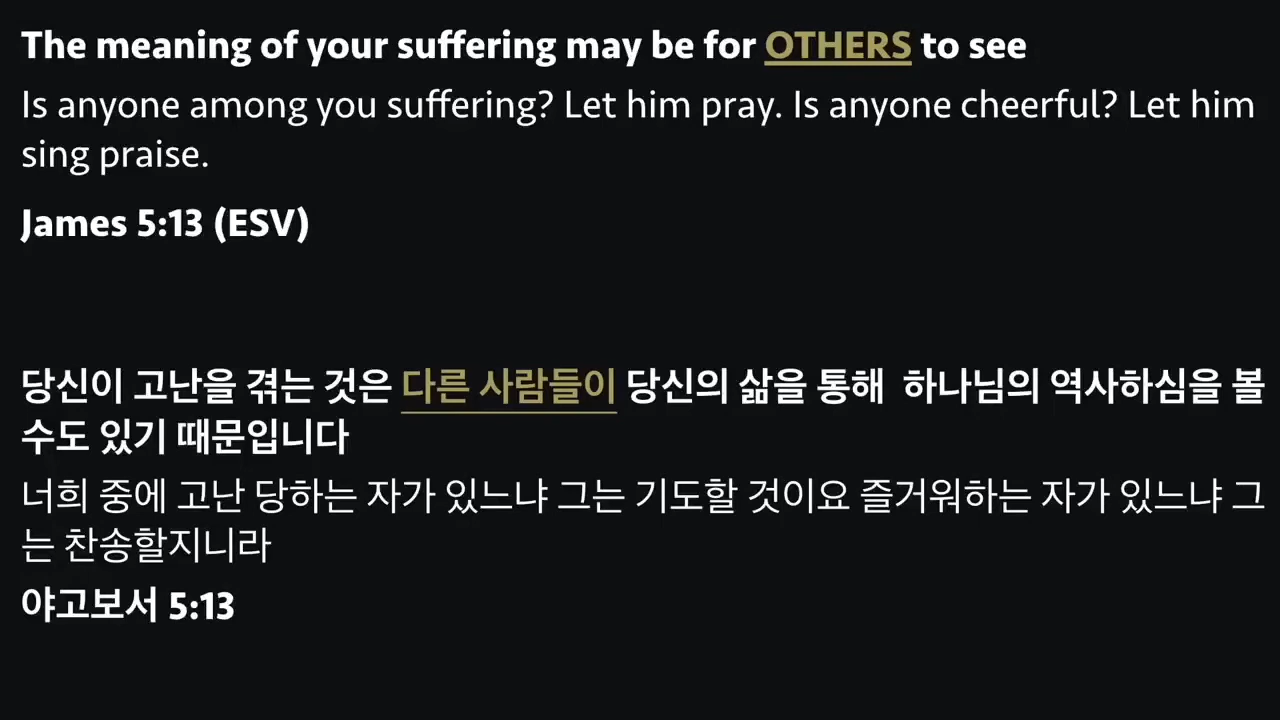 The meaning of your suffering may be for OTHERS to see
Is anyone among you suffering? Let him pray. Is anyone cheerful? Let him
sing praise.
James 5:13 (ESV)
당신이 고난을 겪는 것은 다른 사람들이 당신의 삶을 통해 하나님의 역사하심을 볼
수도 있기 때문입니다
너희 중에 고난 당하는 자가 있느냐 그는 기도할 것이요 즐거워하는 자가 있느냐 그
는 찬송할지니라
야고보서 5:13